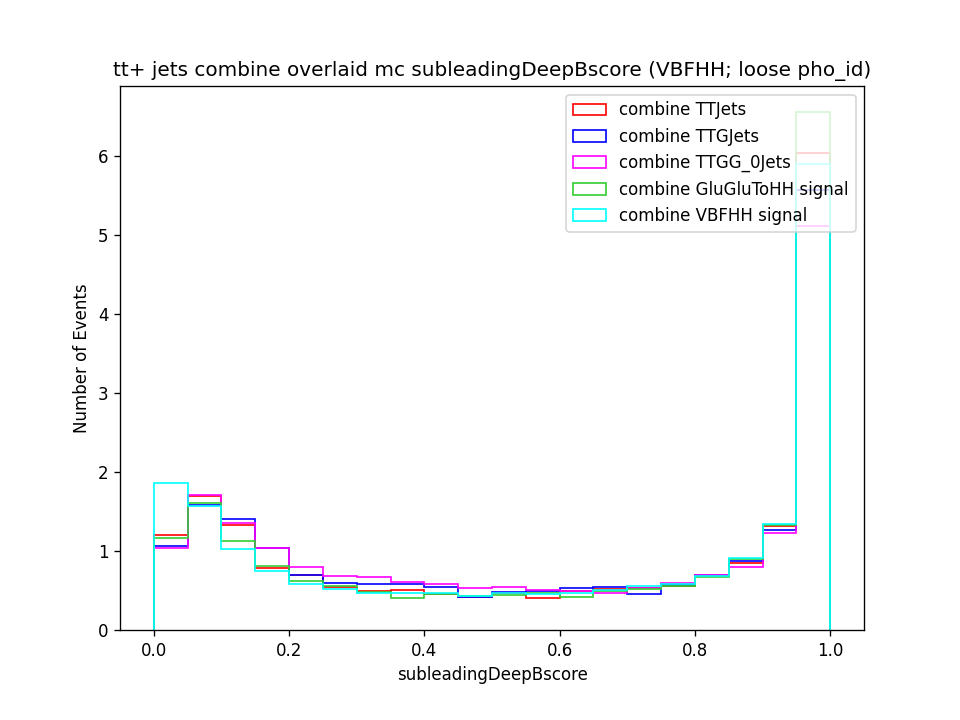 tt+ jets combine overlaid mc subleadingDeepBscore (VBFHH; loose pho_id)
combine TTJets
combine TTGJets
combine TTGG_0Jets
combine GluGluToHH signal
combine VBFHH signal
Number of Events
6
5
4
3
2
1
0
0.0 0.2 0.4 0.6 0.8 1.0
subleadingDeepBscore